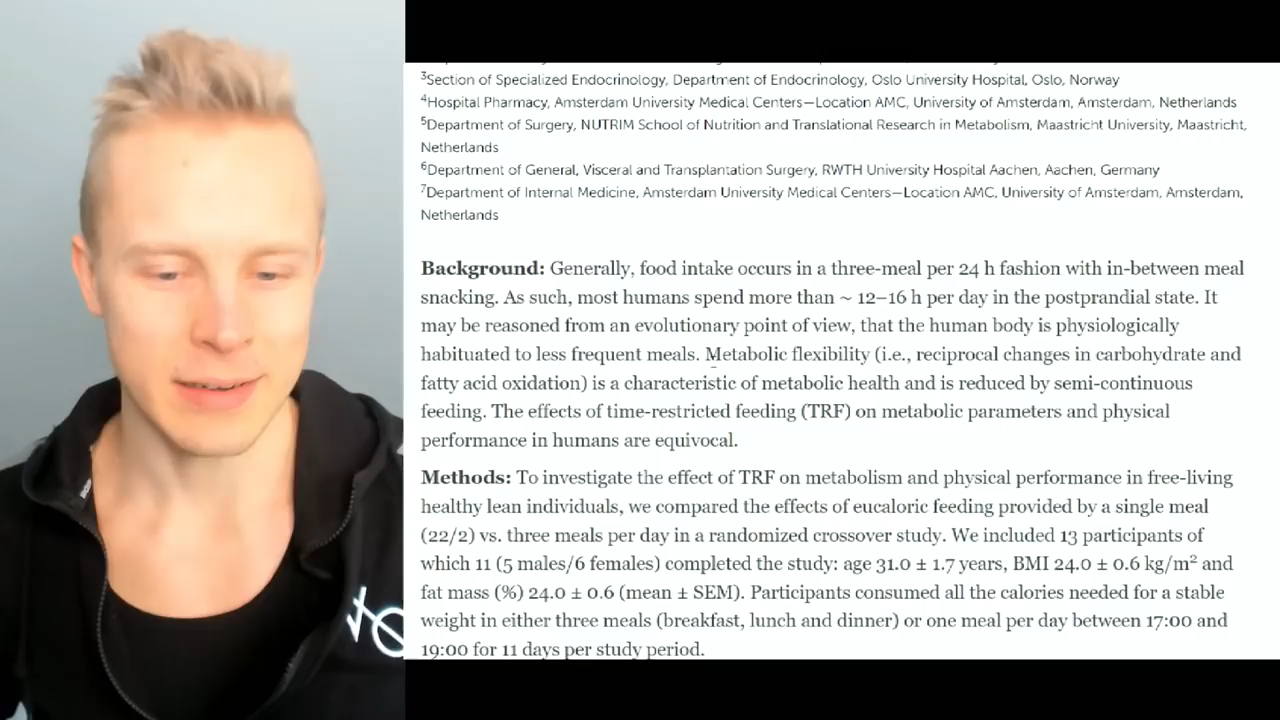 ³Section of Specialized Endocrinology, Department of Endocrinology, Oslo University Hospital, Oslo, Norway
⁴Hospital Pharmacy, Amsterdam University Medical Centers—Location AMC, University of Amsterdam, Amsterdam, Netherlands
⁵Department of Surgery, NUTRIM School of Nutrition and Translational Research in Metabolism, Maastricht University, Maastricht,
Netherlands
⁶Department of General, Visceral and Transplantation Surgery, RWTH University Hospital Aachen, Aachen, Germany
⁷Department of Internal Medicine, Amsterdam University Medical Centers—Location AMC, University of Amsterdam, Amsterdam,
Netherlands
Background: Generally, food intake occurs in a three-meal per 24 h fashion with in-between meal
snacking. As such, most humans spend more than ~ 12–16 h per day in the postprandial state. It
may be reasoned from an evolutionary point of view, that the human body is physiologically
habituated to less frequent meals. Metabolic flexibility (i.e., reciprocal changes in carbohydrate and
fatty acid oxidation) is a characteristic of metabolic health and is reduced by semi-continuous
feeding. The effects of time-restricted feeding (TRF) on metabolic parameters and physical
performance in humans are equivocal.
Methods: To investigate the effect of TRF on metabolism and physical performance in free-living
healthy lean individuals, we compared the effects of eucaloric feeding provided by a single meal
(22/2) vs. three meals per day in a randomized crossover study. We included 13 participants of
which 11 (5 males/6 females) completed the study: age 31.0 ± 1.7 years, BMI 24.0 ± 0.6 kg/m² and
fat mass (%) 24.0 ± 0.6 (mean ± SEM). Participants consumed all the calories needed for a stable
weight in either three meals (breakfast, lunch and dinner) or one meal per day between 17:00 and
19:00 for 11 days per study period.